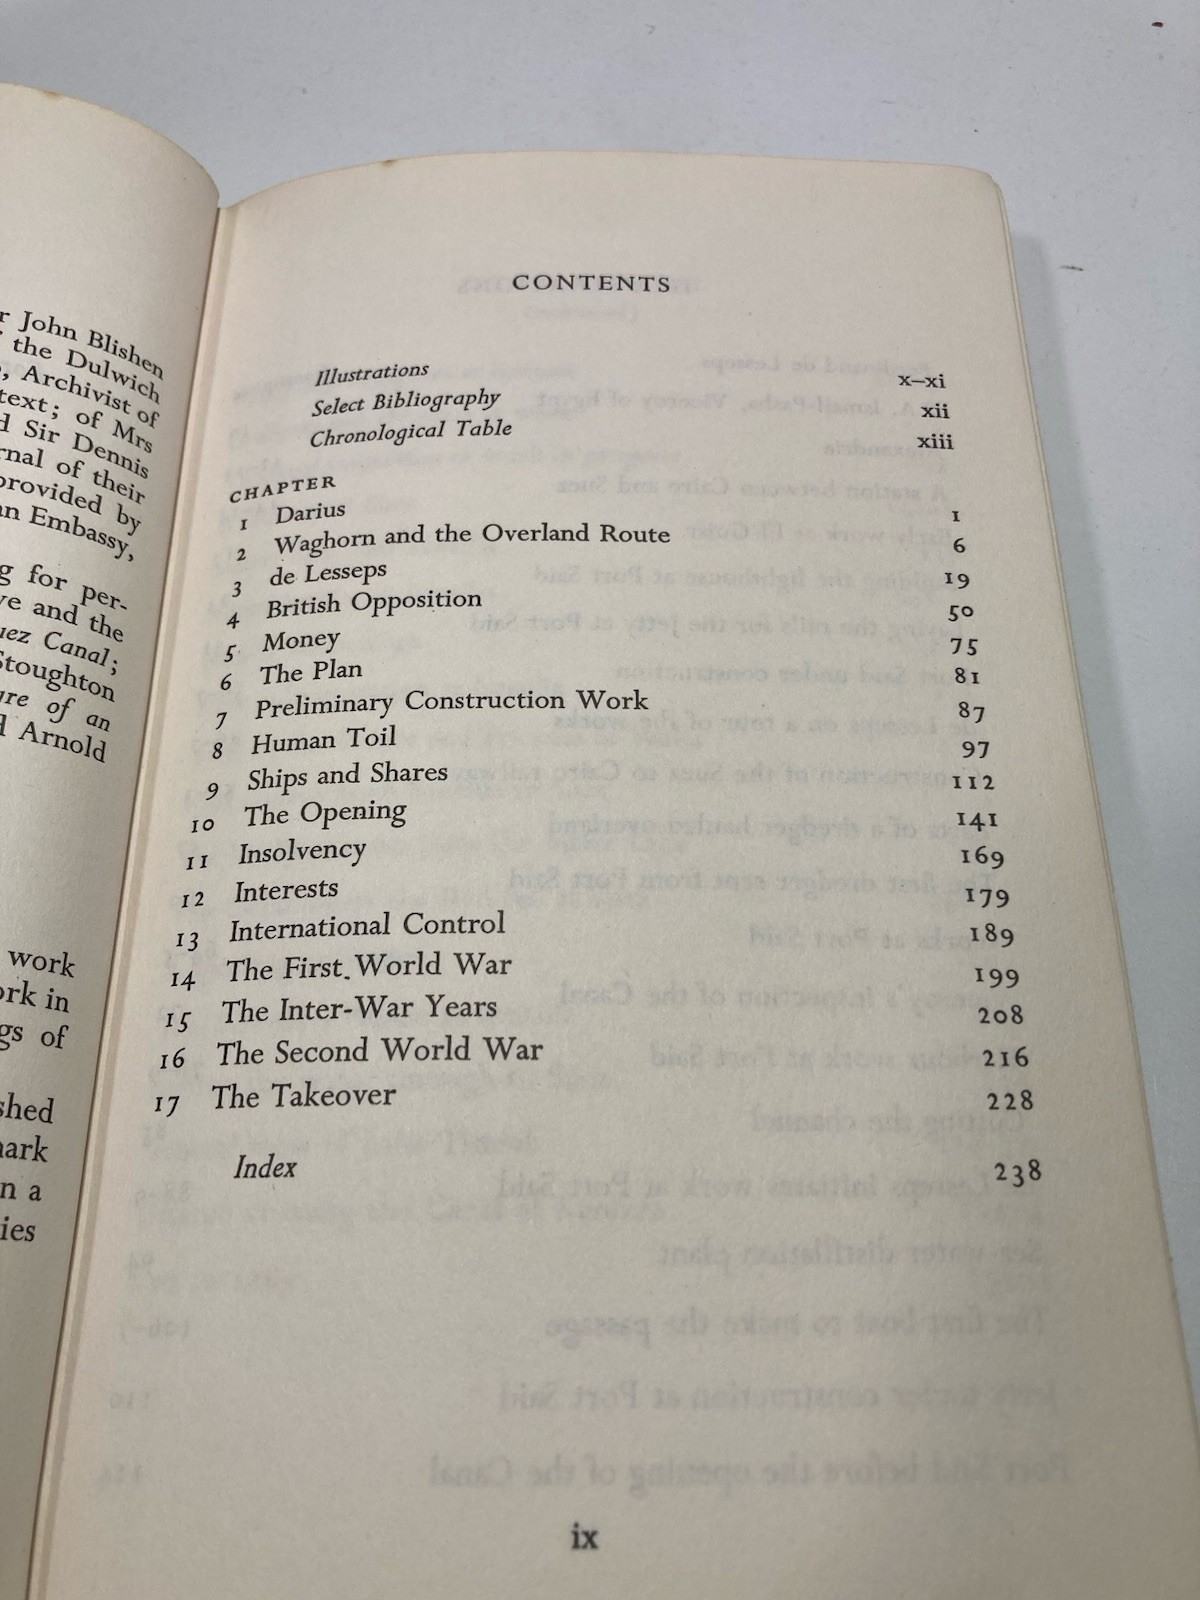 r John Blishen
the Dulwich
, Archivist of
text; of Mrs
d Sir Dennis
rnal of their
provided by
an Embassy,
g for per-
ve and the
uez Canal;
Stoughton
ure of an
d Arnold
work
ork in
gs of
shed
ark
n a
ies
CONTENTS
Illustrations x–xi
Select Bibliography xii
Chronological Table xiii
CHAPTER
1 Darius 1
2 Waghorn and the Overland Route 6
3 de Lesseps 19
4 British Opposition 50
5 Money 75
6 The Plan 81
7 Preliminary Construction Work 87
8 Human Toil 97
9 Ships and Shares 112
10 The Opening 141
11 Insolvency 169
12 Interests 179
13 International Control 189
14 The First World War 199
15 The Inter-War Years 208
16 The Second World War 216
17 The Takeover 228
Index 238
ix